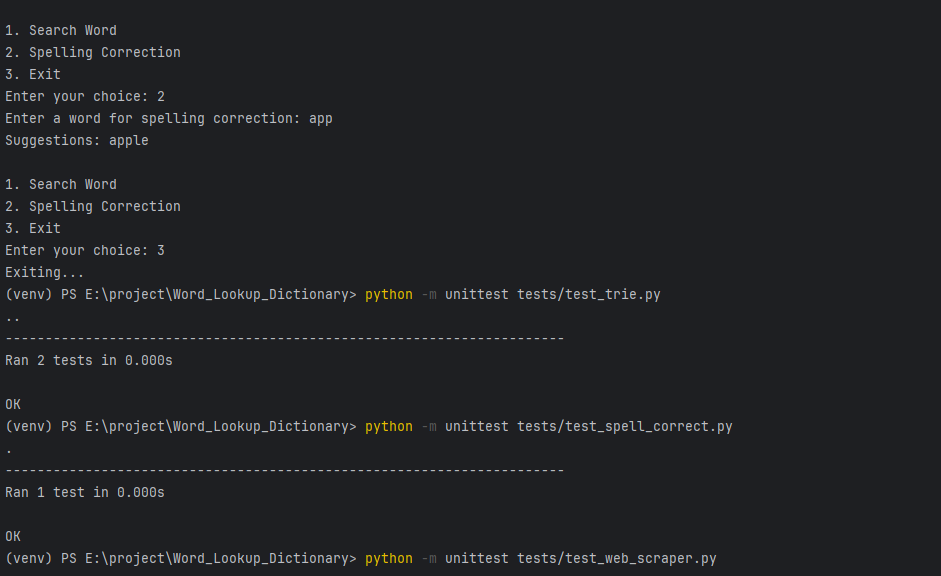 1. Search Word
2. Spelling Correction
3. Exit
Enter your choice: 2
Enter a word for spelling correction: app
Suggestions: apple
1. Search Word
2. Spelling Correction
3. Exit
Enter your choice: 3
Exiting...
(venv) PS E:\project\Word_Lookup_Dictionary> python -m unittest tests/test_trie.py
..
----------------------------------------------------------------------
Ran 2 tests in 0.000s
OK
(venv) PS E:\project\Word_Lookup_Dictionary> python -m unittest tests/test_spell_correct.py
.
----------------------------------------------------------------------
Ran 1 test in 0.000s
OK
(venv) PS E:\project\Word_Lookup_Dictionary> python -m unittest tests/test_web_scraper.py